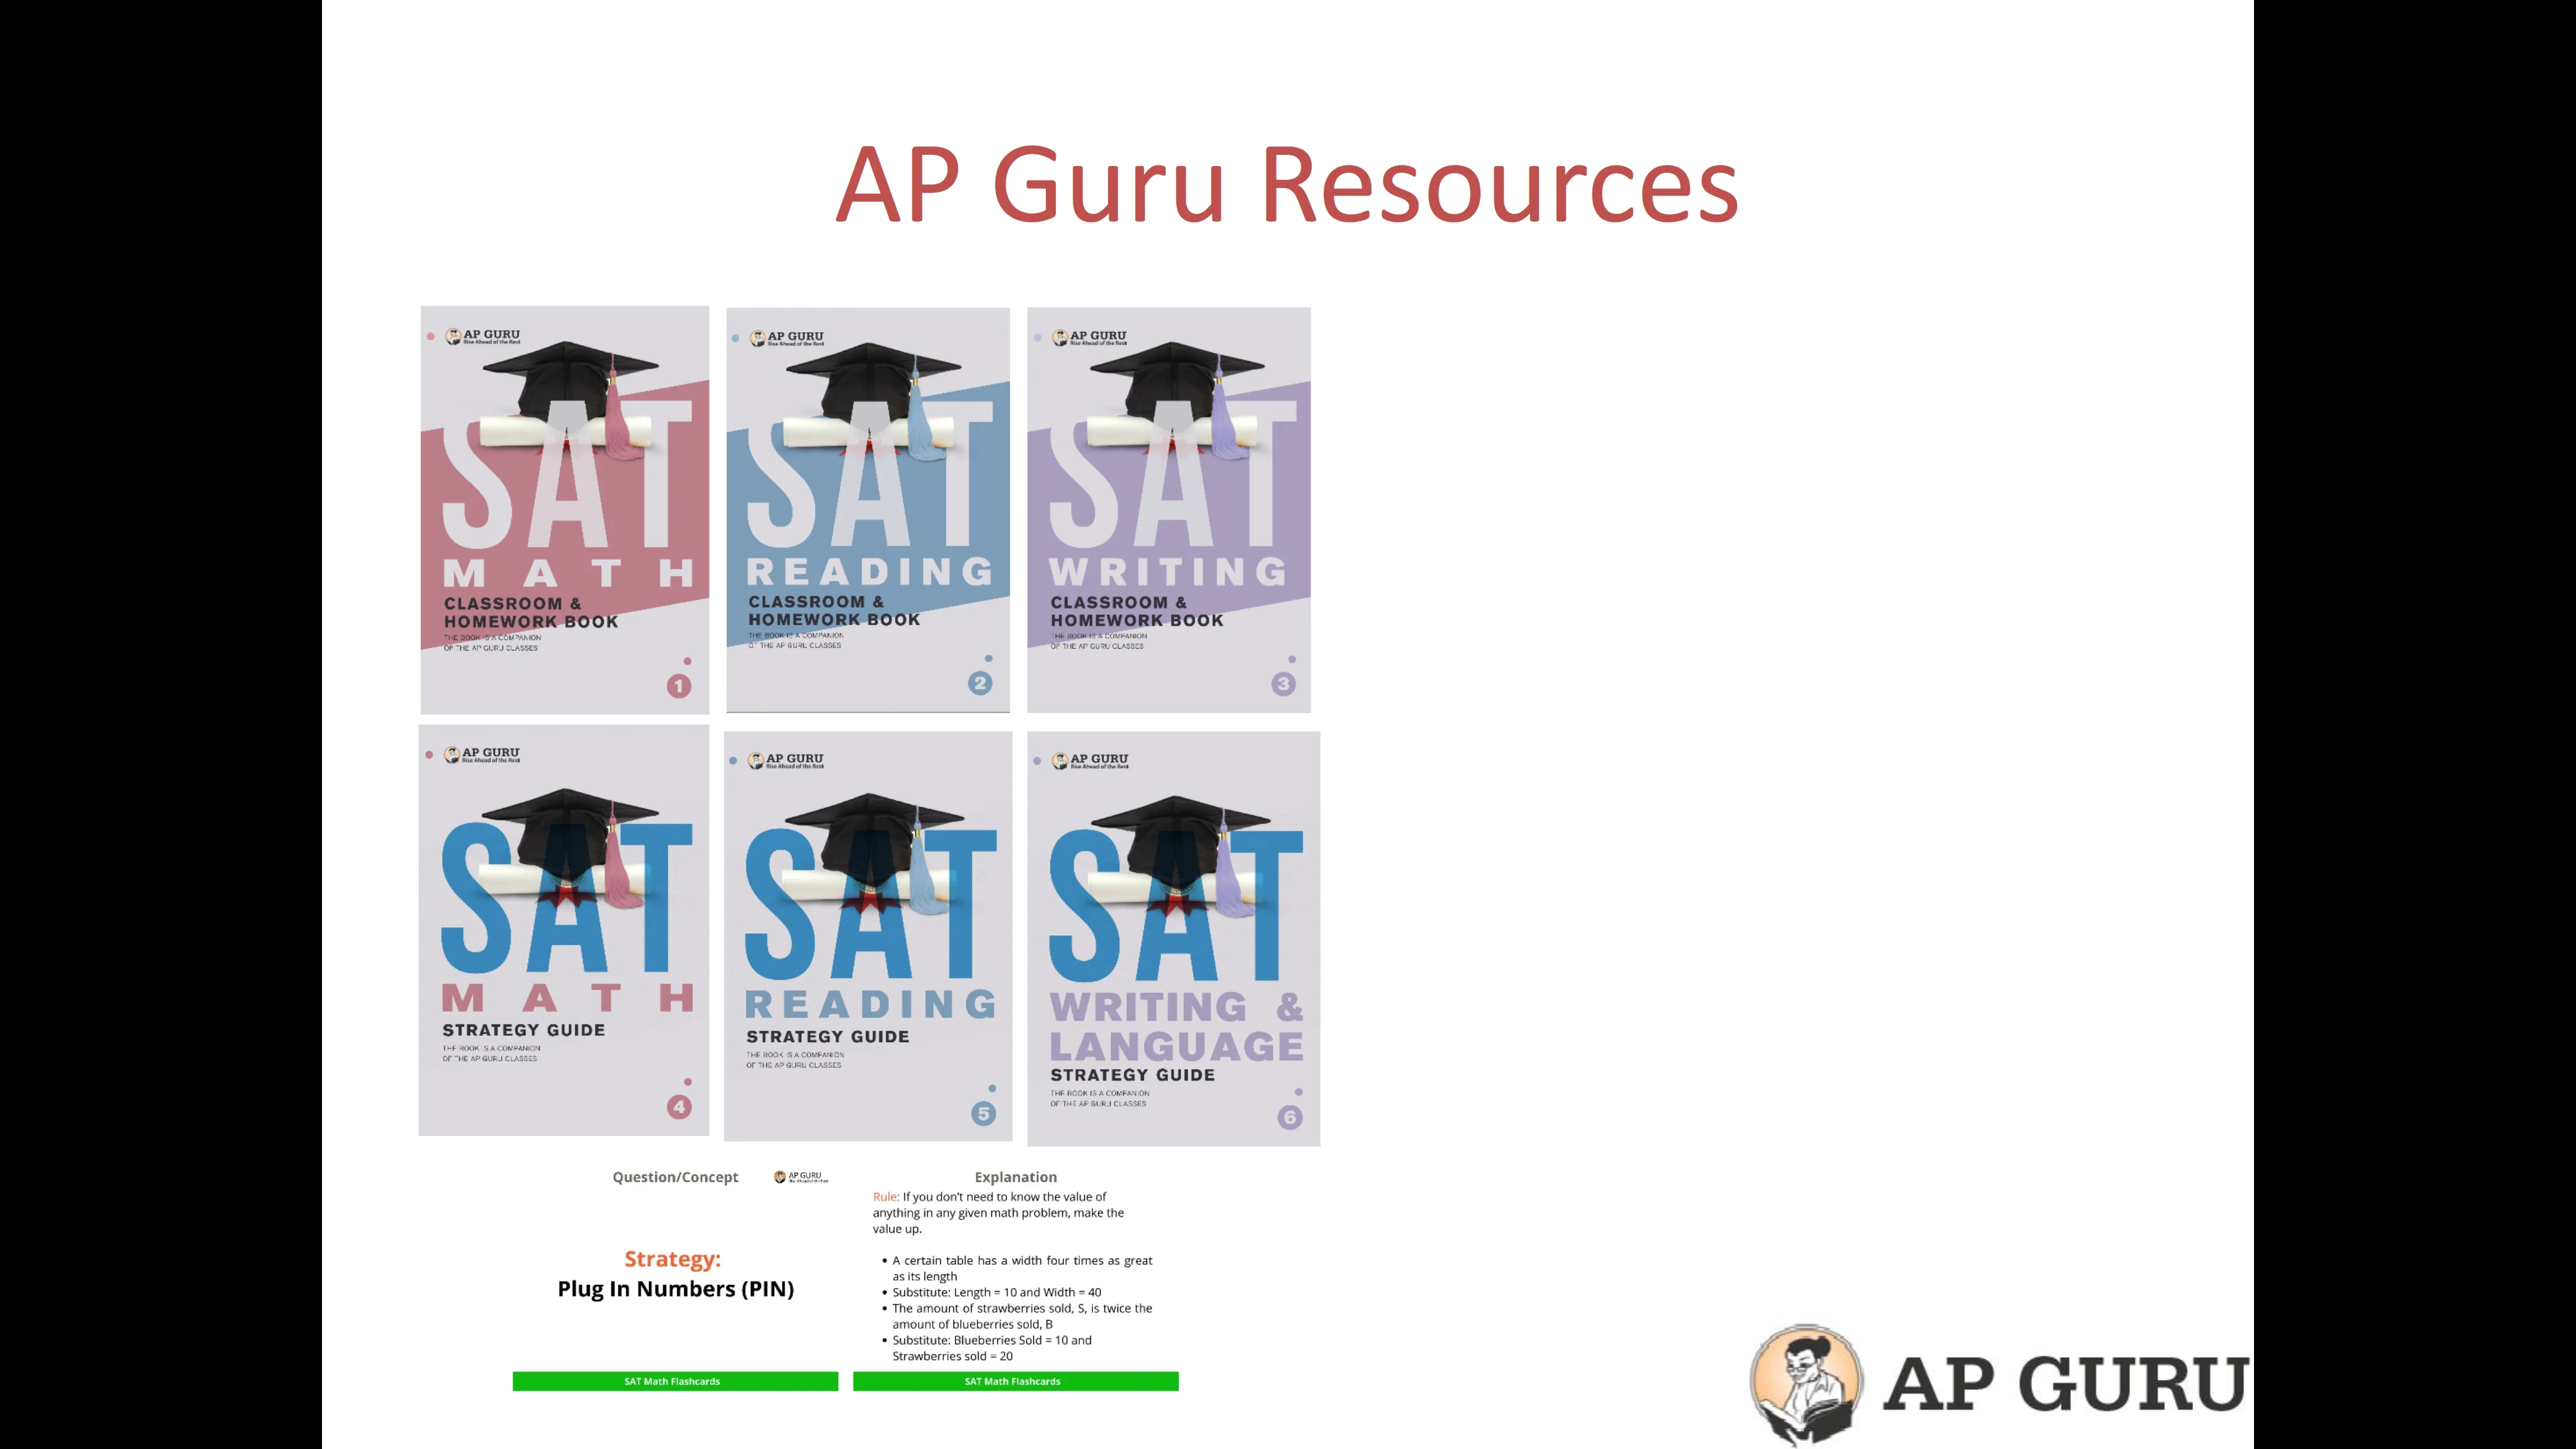 AP Guru Resources
AP GURU
Rise Ahead of the Rest
SAT
MATH
CLASSROOM &
HOMEWORK BOOK
THE BOOK IS A COMPANION
OF THE AP GURU CLASSES
1
AP GURU
Rise Ahead of the Rest
SAT
READING
CLASSROOM &
HOMEWORK BOOK
THE BOOK IS A COMPANION
OF THE AP GURU CLASSES
2
AP GURU
Rise Ahead of the Rest
SAT
WRITING
CLASSROOM &
HOMEWORK BOOK
THE BOOK IS A COMPANION
OF THE AP GURU CLASSES
3
AP GURU
Rise Ahead of the Rest
SAT
MATH
STRATEGY GUIDE
THE BOOK IS A COMPANION
OF THE AP GURU CLASSES
4
AP GURU
Rise Ahead of the Rest
SAT
READING
STRATEGY GUIDE
THE BOOK IS A COMPANION
OF THE AP GURU CLASSES
5
AP GURU
Rise Ahead of the Rest
SAT
WRITING &
LANGUAGE
STRATEGY GUIDE
THE BOOK IS A COMPANION
OF THE AP GURU CLASSES
6
Question/Concept
AP GURU
Strategy:
Plug In Numbers (PIN)
SAT Math Flashcards
Explanation
Rule: If you don't need to know the value of
anything in any given math problem, make the
value up.
• A certain table has a width four times as great
as its length
• Substitute: Length = 10 and Width = 40
• The amount of strawberries sold, S, is twice the
amount of blueberries sold, B
• Substitute: Blueberries Sold = 10 and
Strawberries sold = 20
SAT Math Flashcards
AP GURU